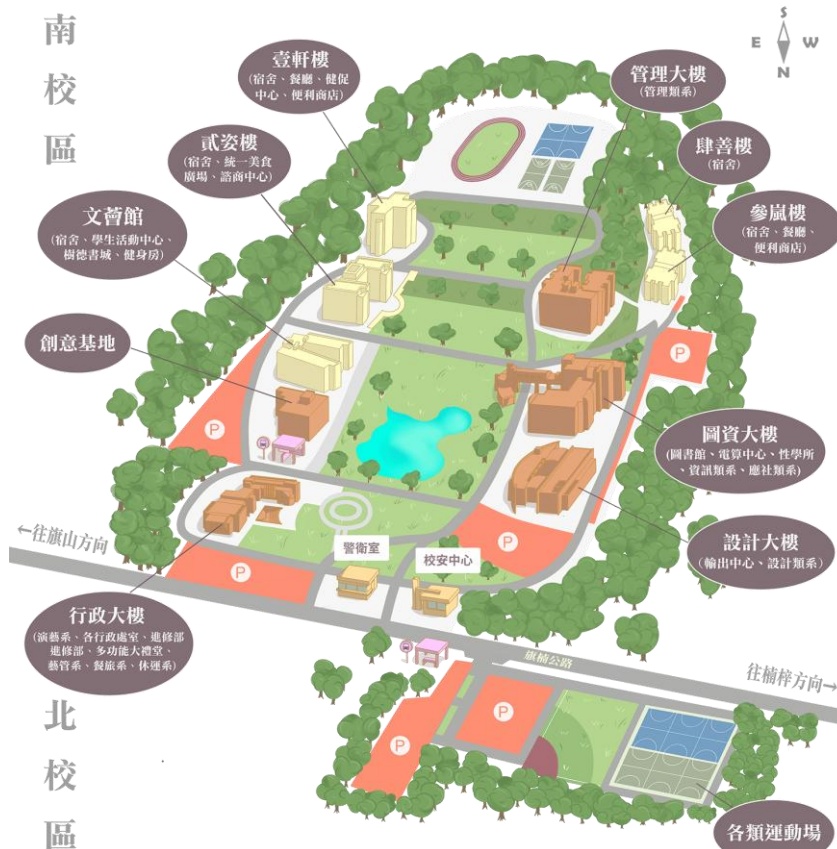 南校區
S
E W
N
壹軒樓
(宿舍、餐廳、健促
中心、便利商店)
管理大樓
(管理類系)
貳姿樓
(宿舍、統一美食
廣場、諮商中心)
肆善樓
(宿舍)
文薈館
(宿舍、學生活動中心、
樹德書城、健身房)
參嵐樓
(宿舍、餐廳、
便利商店)
創意基地
P
P
圖資大樓
(圖書館、電算中心、性學所
、資訊類系、應社類系)
←往旗山方向
警衛室
校安中心
P
P
設計大樓
(輸出中心、設計類系)
行政大樓
(演藝系、各行政處室、進修部
進修部、多功能大禮堂、
藝管系、餐旅系、休運系)
旗楠公路
往楠梓方向→
北校區
P
P
各類運動場